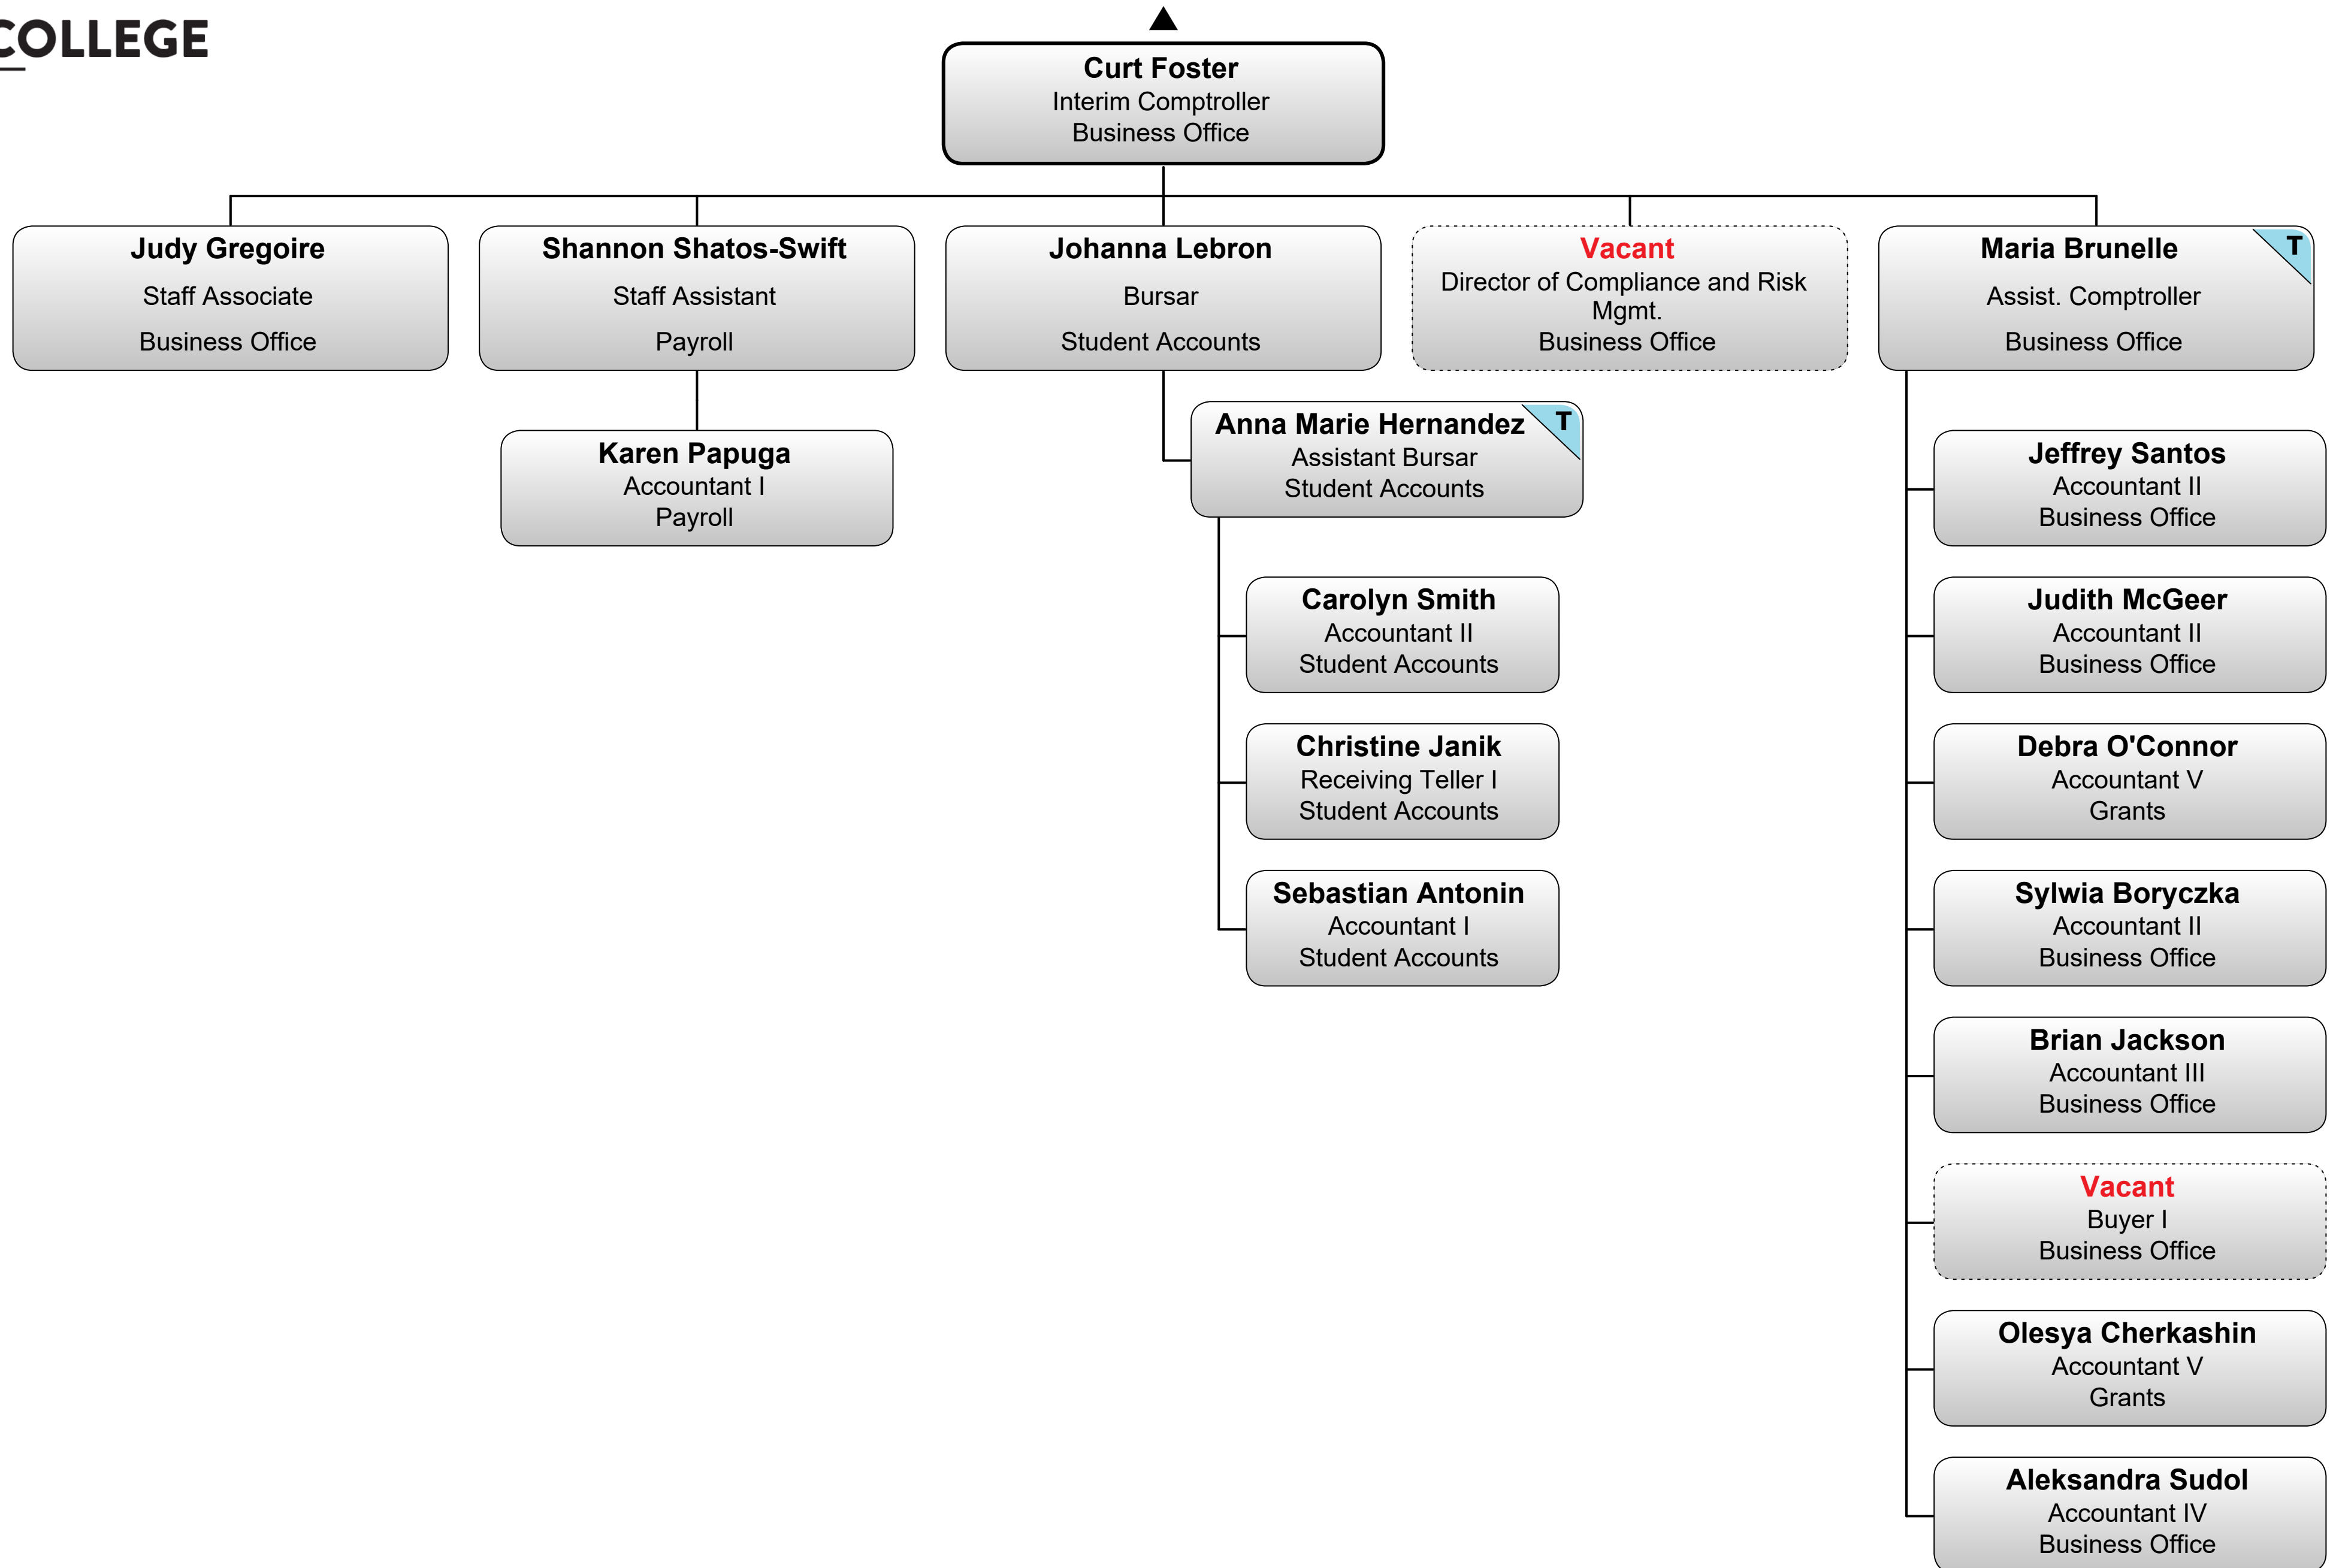 COLLEGE
Curt Foster
Interim Comptroller
Business Office
Judy Gregoire
Staff Associate
Business Office
Shannon Shatos-Swift
Staff Assistant
Payroll
Johanna Lebron
Bursar
Student Accounts
Vacant
Director of Compliance and Risk
Mgmt.
Business Office
Maria Brunelle
T
Assist. Comptroller
Business Office
Karen Papuga
Accountant I
Payroll
Anna Marie Hernandez
T
Assistant Bursar
Student Accounts
Carolyn Smith
Accountant II
Student Accounts
Christine Janik
Receiving Teller I
Student Accounts
Sebastian Antonin
Accountant I
Student Accounts
Jeffrey Santos
Accountant II
Business Office
Judith McGeer
Accountant II
Business Office
Debra O'Connor
Accountant V
Grants
Sylwia Boryczka
Accountant II
Business Office
Brian Jackson
Accountant III
Business Office
Vacant
Buyer I
Business Office
Olesya Cherkashin
Accountant V
Grants
Aleksandra Sudol
Accountant IV
Business Office